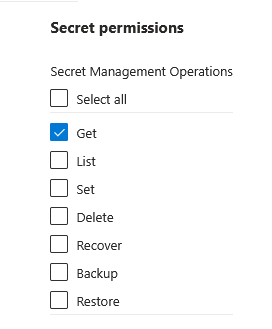 Secret permissions
Secret Management Operations
Select all
Get
List
Set
Delete
Recover
Backup
Restore